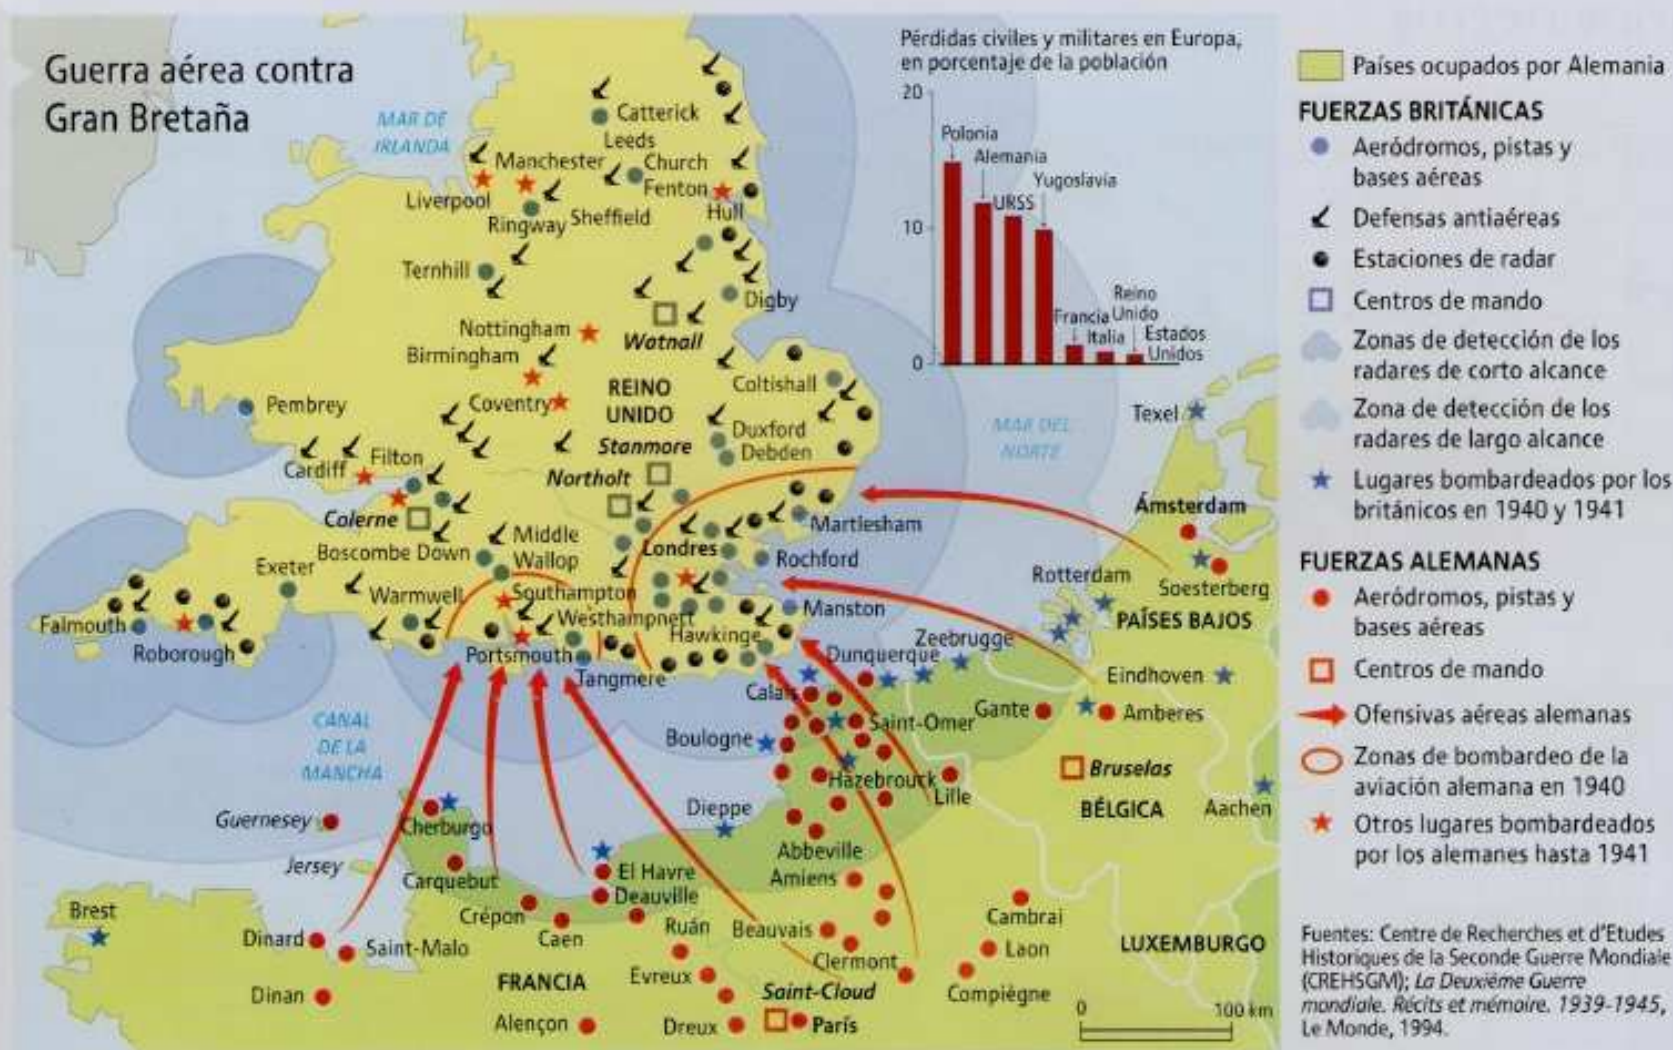 Guerra aérea contra
Gran Bretaña
MAR DE
IRLANDA
Catterick
Leeds
Manchester
Church
Fenton
Liverpool
Ringway
Sheffield
Hull
Ternhill
Digby
Nottingham
Watnall
Birmingham
REINO
UNIDO
Coltishall
Pembrey
Coventry
Stanmore
Duxford
Debden
Cardiff
Filton
Northolt
Colerne
Middle
Wallop
Martlesham
Boscombe Down
Londres
Rochford
Exeter
Warmwell
Southampton
Westhampnett
Manston
Falmouth
Roborough
Portsmouth
Hawkinge
Tangmere
CANAL
DE LA
MANCHA
MAR DEL
NORTE
Texel
Ámsterdam
Soesterberg
Rotterdam
PAÍSES BAJOS
Zeebrugge
Dunquerque
Eindhoven
Calais
Saint-Omer
Gante
Amberes
Boulogne
Hazebrouck
Lille
Bruselas
BÉLGICA
Aachen
Dieppe
Guernesey
Cherburgo
Jersey
Carquebut
El Havre
Deauville
Abbeville
Amiens
Brest
Crépon
Caen
Ruán
Beauvais
Cambrai
Dinard
Saint-Malo
Laon
LUXEMBURGO
Clermont
Evreux
FRANCIA
Saint-Cloud
Compiègne
Dinan
Alençon
Dreux
París
0
100 km
Pérdidas civiles y militares en Europa,
en porcentaje de la población
20
10
0
Polonia
Alemania
URSS
Yugoslavia
Francia
Italia
Reino
Unido
Estados
Unidos
Países ocupados por Alemania
FUERZAS BRITÁNICAS
Aeródromos, pistas y
bases aéreas
Defensas antiaéreas
Estaciones de radar
Centros de mando
Zonas de detección de los
radares de corto alcance
Zona de detección de los
radares de largo alcance
Lugares bombardeados por los
británicos en 1940 y 1941
FUERZAS ALEMANAS
Aeródromos, pistas y
bases aéreas
Centros de mando
Ofensivas aéreas alemanas
Zonas de bombardeo de la
aviación alemana en 1940
Otros lugares bombardeados
por los alemanes hasta 1941
Fuentes: Centre de Recherches et d'Etudes
Historiques de la Seconde Guerre Mondiale
(CREHSGM); La Deuxième Guerre
mondiale. Récits et mémoire. 1939-1945,
Le Monde, 1994.